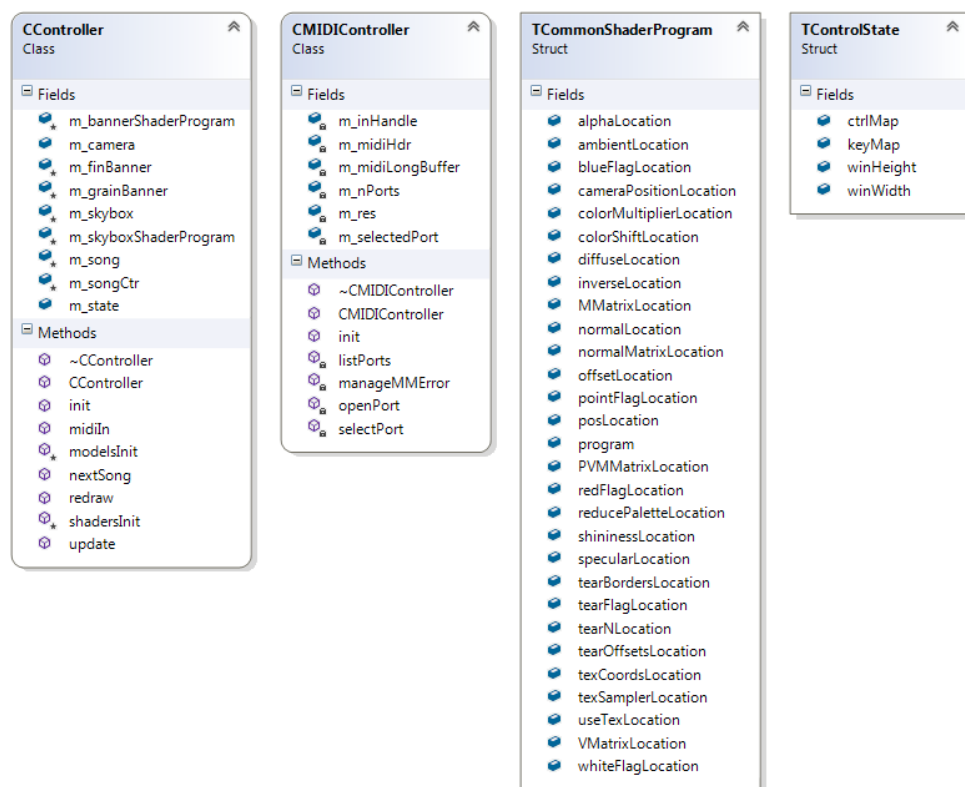 CController
Class
Fields
m_bannerShaderProgram
m_camera
m_finBanner
m_grainBanner
m_skybox
m_skyboxShaderProgram
m_song
m_songCtr
m_state
Methods
~CController
CController
init
midiIn
modelsInit
nextSong
redraw
shadersInit
update
CMIDIController
Class
Fields
m_inHandle
m_midiHdr
m_midiLongBuffer
m_nPorts
m_res
m_selectedPort
Methods
~CMIDIController
CMIDIController
init
listPorts
manageMMError
openPort
selectPort
TCommonShaderProgram
Struct
Fields
alphaLocation
ambientLocation
blueFlagLocation
cameraPositionLocation
colorMultiplierLocation
colorShiftLocation
diffuseLocation
inverseLocation
MMatrixLocation
normalLocation
normalMatrixLocation
offsetLocation
pointFlagLocation
posLocation
program
PVMMatrixLocation
redFlagLocation
reducePaletteLocation
shininessLocation
specularLocation
tearBordersLocation
tearFlagLocation
tearNLocation
tearOffsetsLocation
texCoordsLocation
texSamplerLocation
useTexLocation
VMatrixLocation
whiteFlagLocation
TControlState
Struct
Fields
ctrlMap
keyMap
winHeight
winWidth